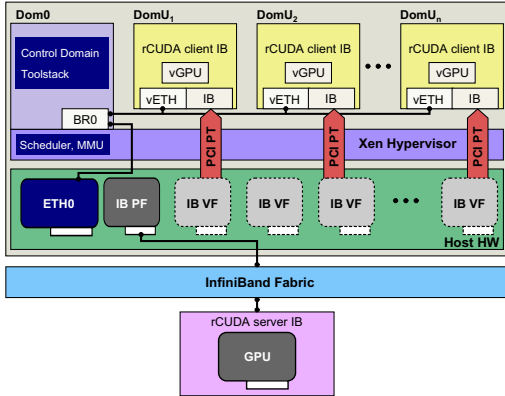 Dom0
DomU1
DomU2
DomUn
Control Domain
Toolstack
rCUDA client IB
rCUDA client IB
rCUDA client IB
vGPU
vGPU
vGPU
vETH
IB
vETH
IB
vETH
IB
BR0
Scheduler, MMU
PCI PT
PCI PT
PCI PT
Xen Hypervisor
ETH0
IB PF
IB VF
IB VF
IB VF
IB VF
Host HW
InfiniBand Fabric
rCUDA server IB
GPU